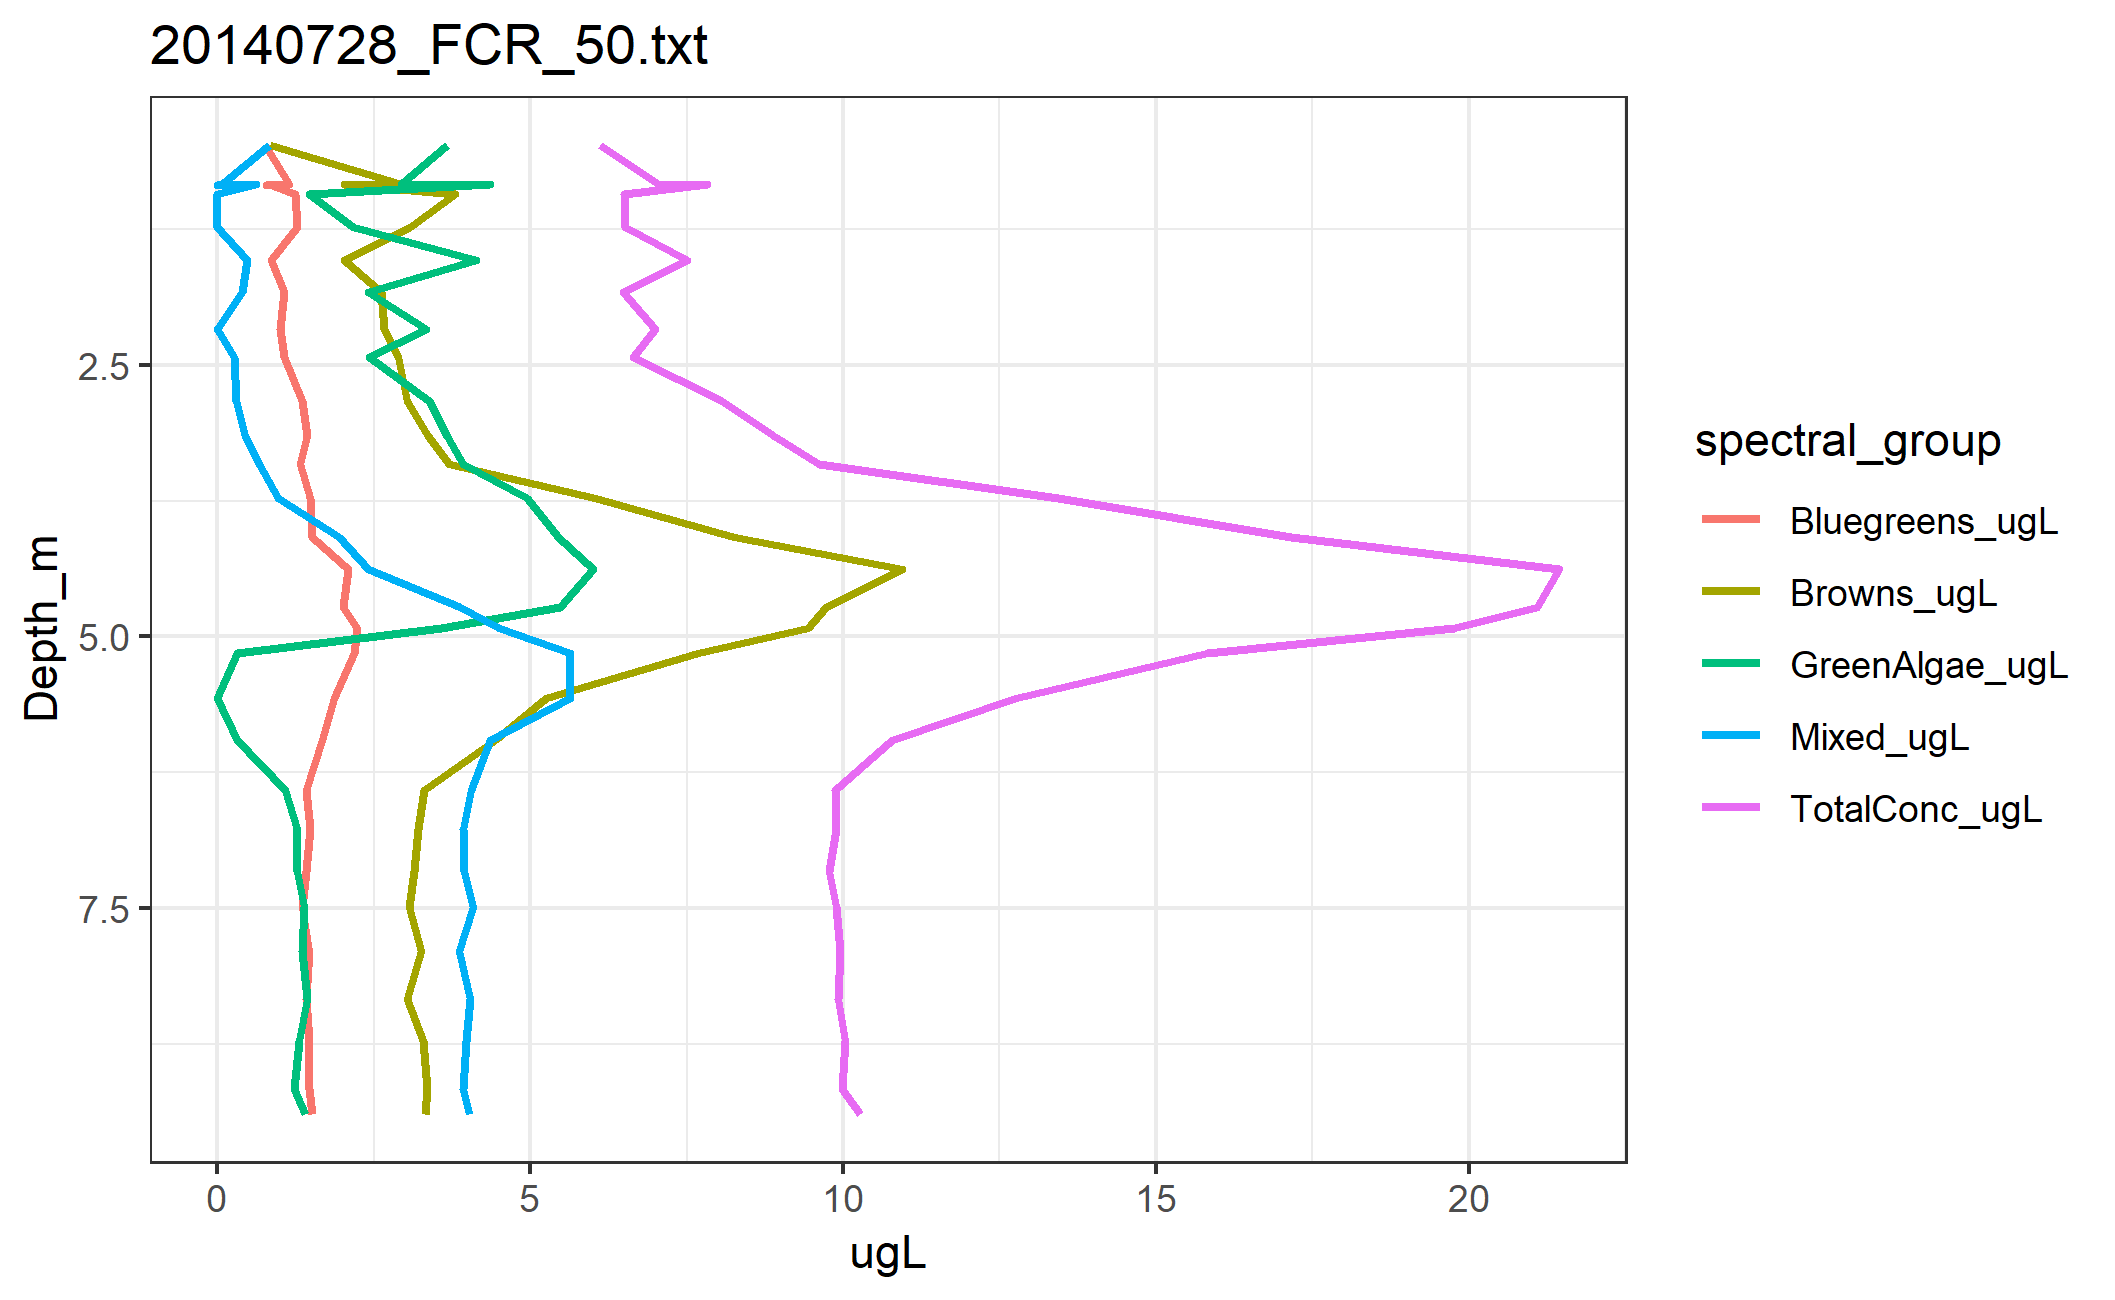 20140728_FCR_50.txt
Depth_m
2.5
5.0
7.5
0 5 10 15 20
ugL
spectral_group
Bluegreens_ugL
Browns_ugL
GreenAlgae_ugL
Mixed_ugL
TotalConc_ugL